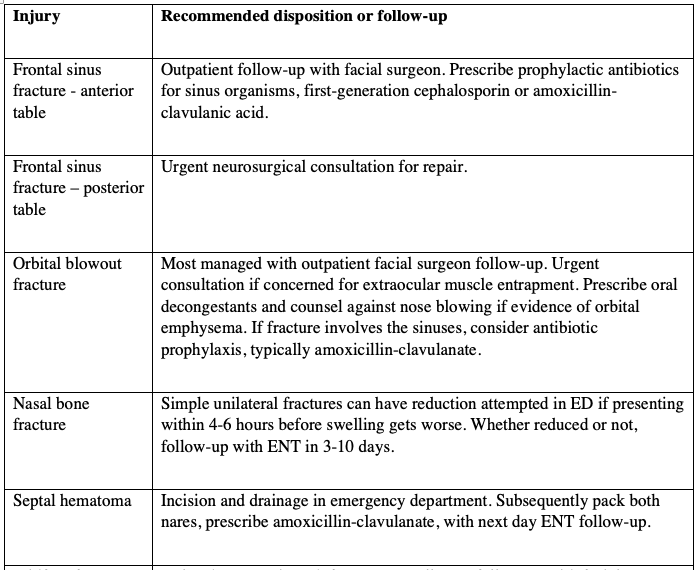 Injury
Recommended disposition or follow-up
Frontal sinus
fracture - anterior
table
Outpatient follow-up with facial surgeon. Prescribe prophylactic antibiotics
for sinus organisms, first-generation cephalosporin or amoxicillin-
clavulanic acid.
Frontal sinus
fracture – posterior
table
Urgent neurosurgical consultation for repair.
Orbital blowout
fracture
Most managed with outpatient facial surgeon follow-up. Urgent
consultation if concerned for extraocular muscle entrapment. Prescribe oral
decongestants and counsel against nose blowing if evidence of orbital
emphysema. If fracture involves the sinuses, consider antibiotic
prophylaxis, typically amoxicillin-clavulanate.
Nasal bone
fracture
Simple unilateral fractures can have reduction attempted in ED if presenting
within 4-6 hours before swelling gets worse. Whether reduced or not,
follow-up with ENT in 3-10 days.
Septal hematoma
Incision and drainage in emergency department. Subsequently pack both
nares, prescribe amoxicillin-clavulanate, with next day ENT follow-up.